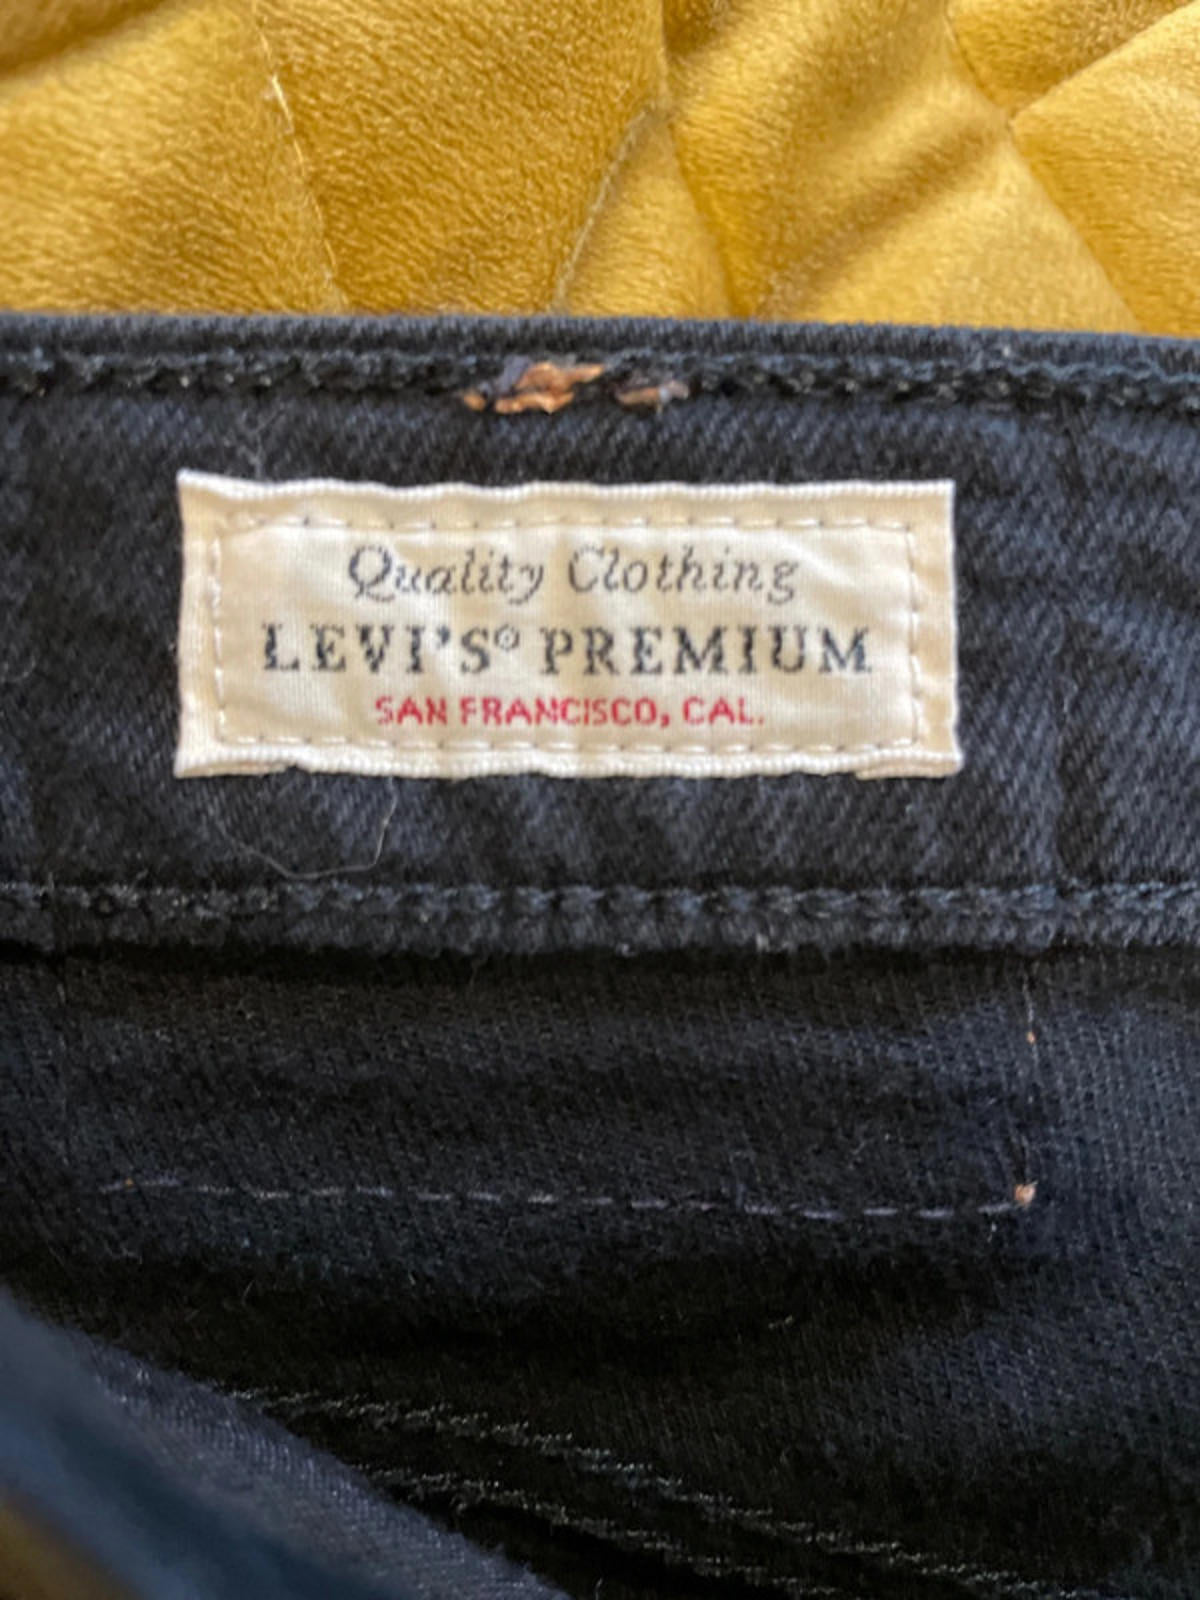 Quality Clothing
LEVI'S® PREMIUM
SAN FRANCISCO, CAL.